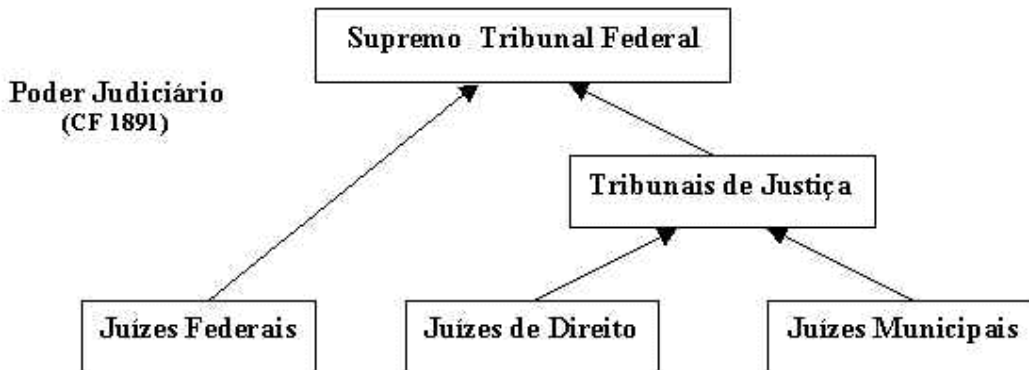 Supremo Tribunal Federal
Poder Judiciário
(CF 1891)
Tribunais de Justiça
Juízes Federais
Juízes de Direito
Juízes Municipais